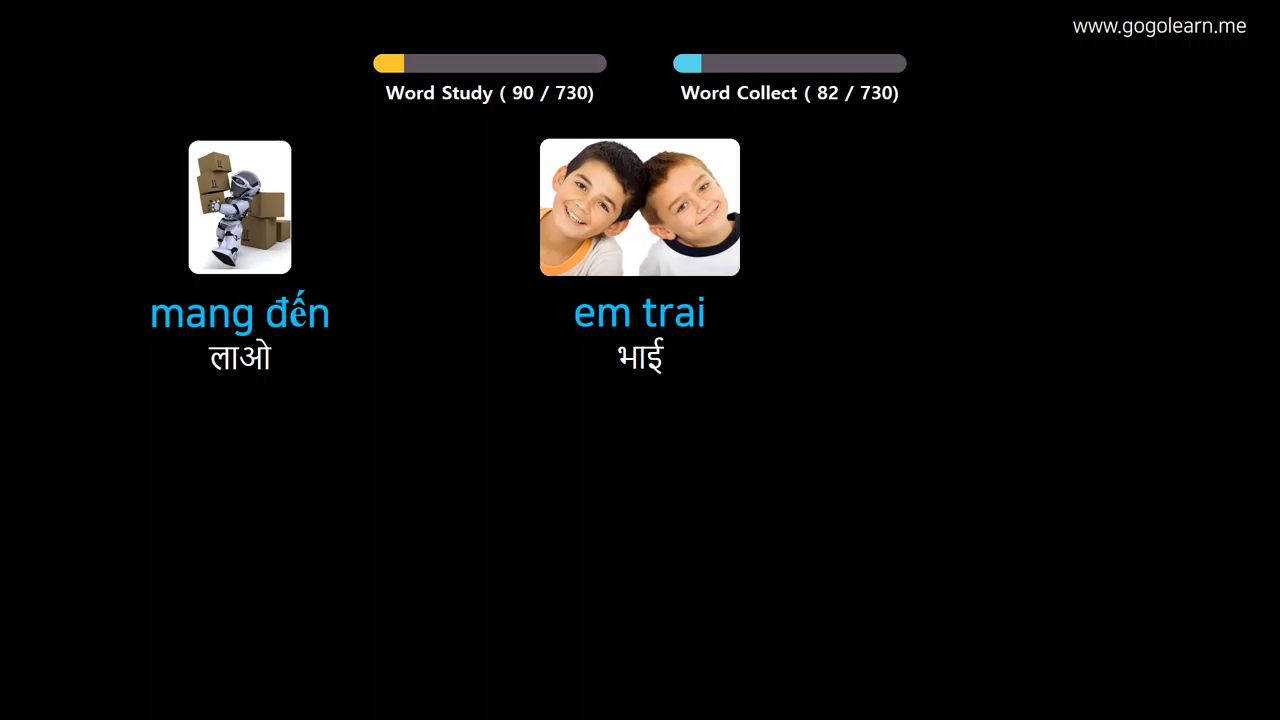 www.gogolearn.me
Word Study ( 90 / 730)
Word Collect ( 82 / 730)
mang đến
लाओ
em trai
भाई